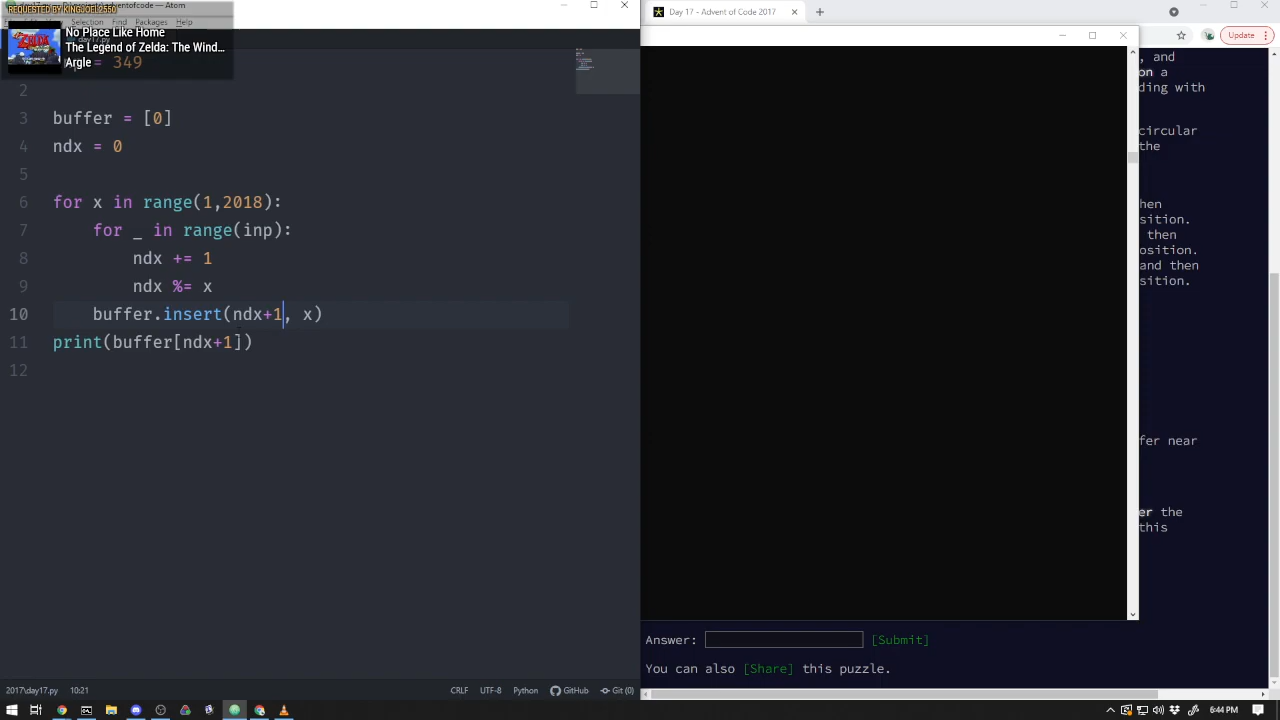 REQUESTED BY KINGJOEL2550
No Place Like Home
The Legend of Zelda: The Wind...
Argle
Selection Find Packages Help
adventofcode — Atom
day17.py
= 349
2
3 buffer = [0]
4 ndx = 0
5
6 for x in range(1,2018):
7 for _ in range(inp):
8 ndx += 1
9 ndx %= x
10 buffer.insert(ndx+1, x)
11 print(buffer[ndx+1])
12
2017\day17.py 10:21 CRLF UTF-8 Python GitHub Git (0)
Day 17 - Advent of Code 2017
Update
, and
on a
ding with
circular
the
hen
sition.
then
position.
and then
sition.
fer near
er the
this
Answer: [Submit]
You can also [Share] this puzzle.
6:44 PM